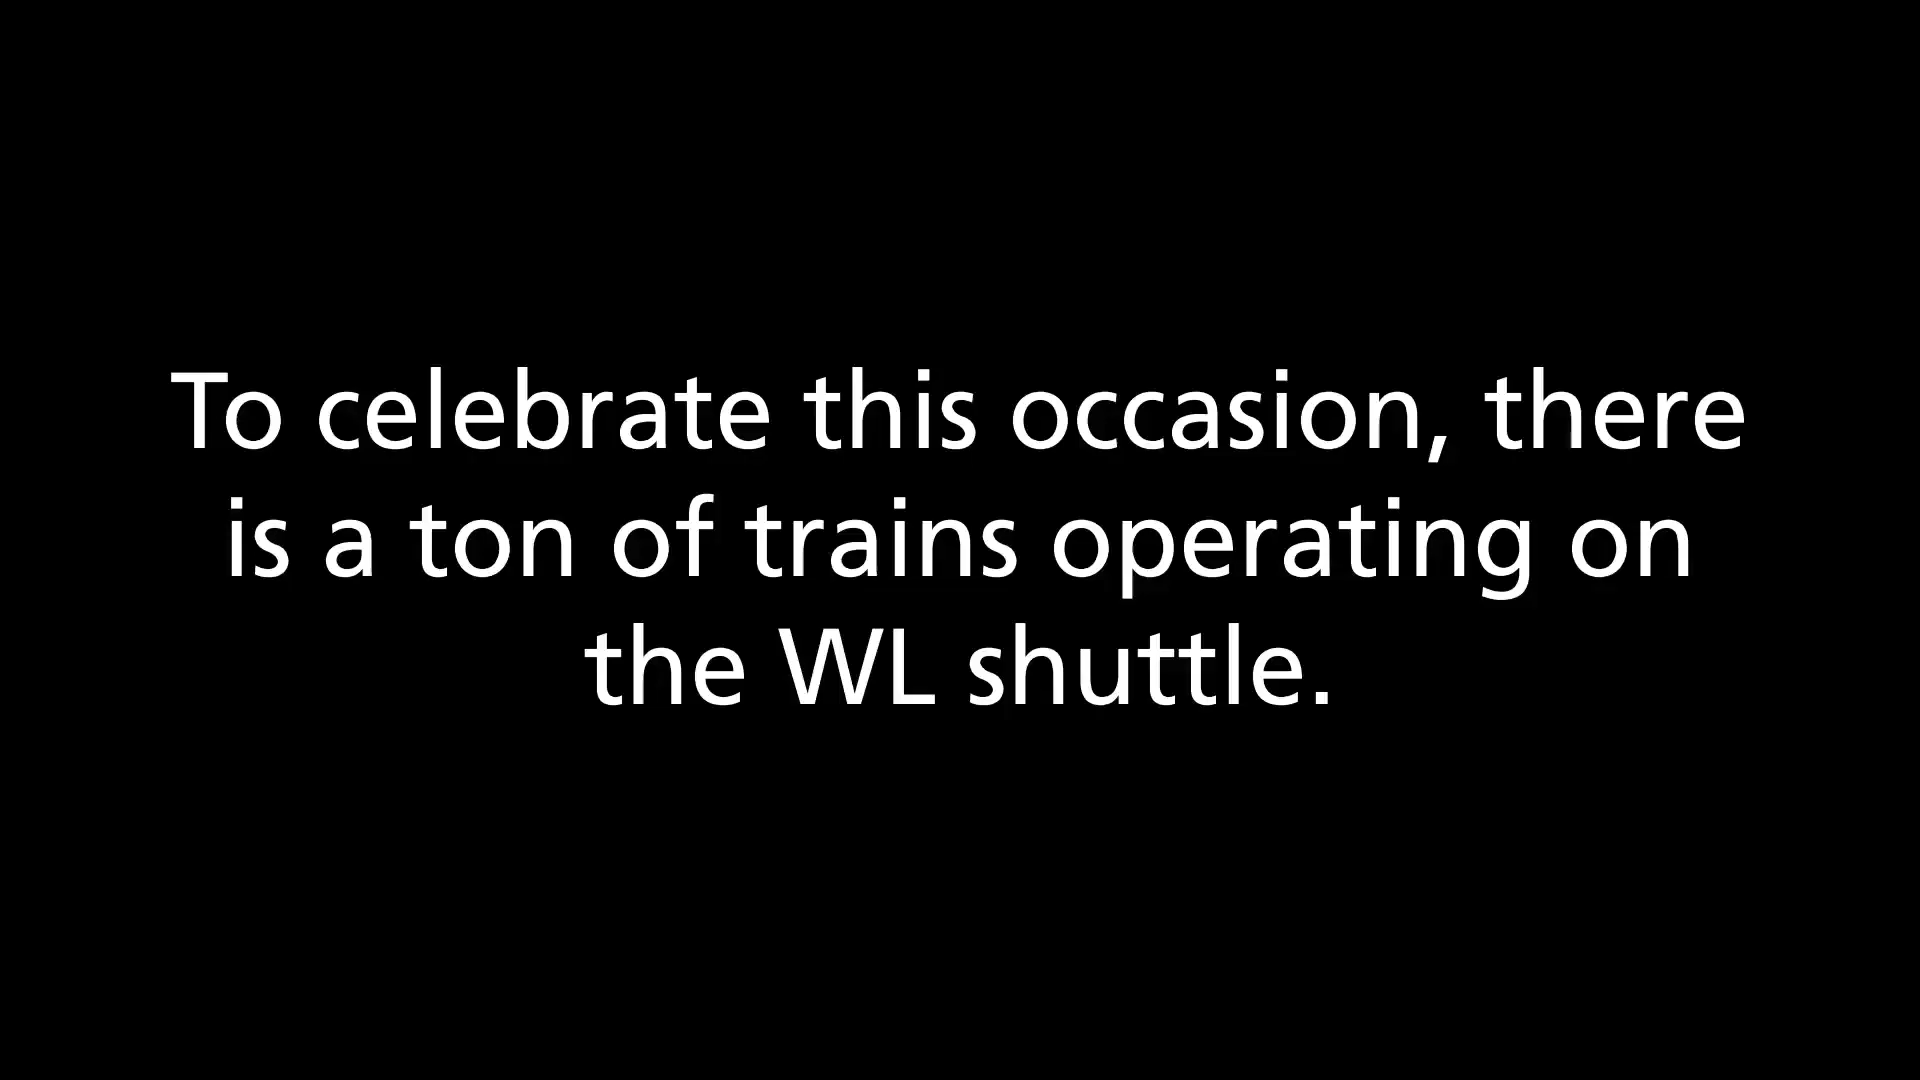 To celebrate this occasion, there
is a ton of trains operating on
the WL shuttle.